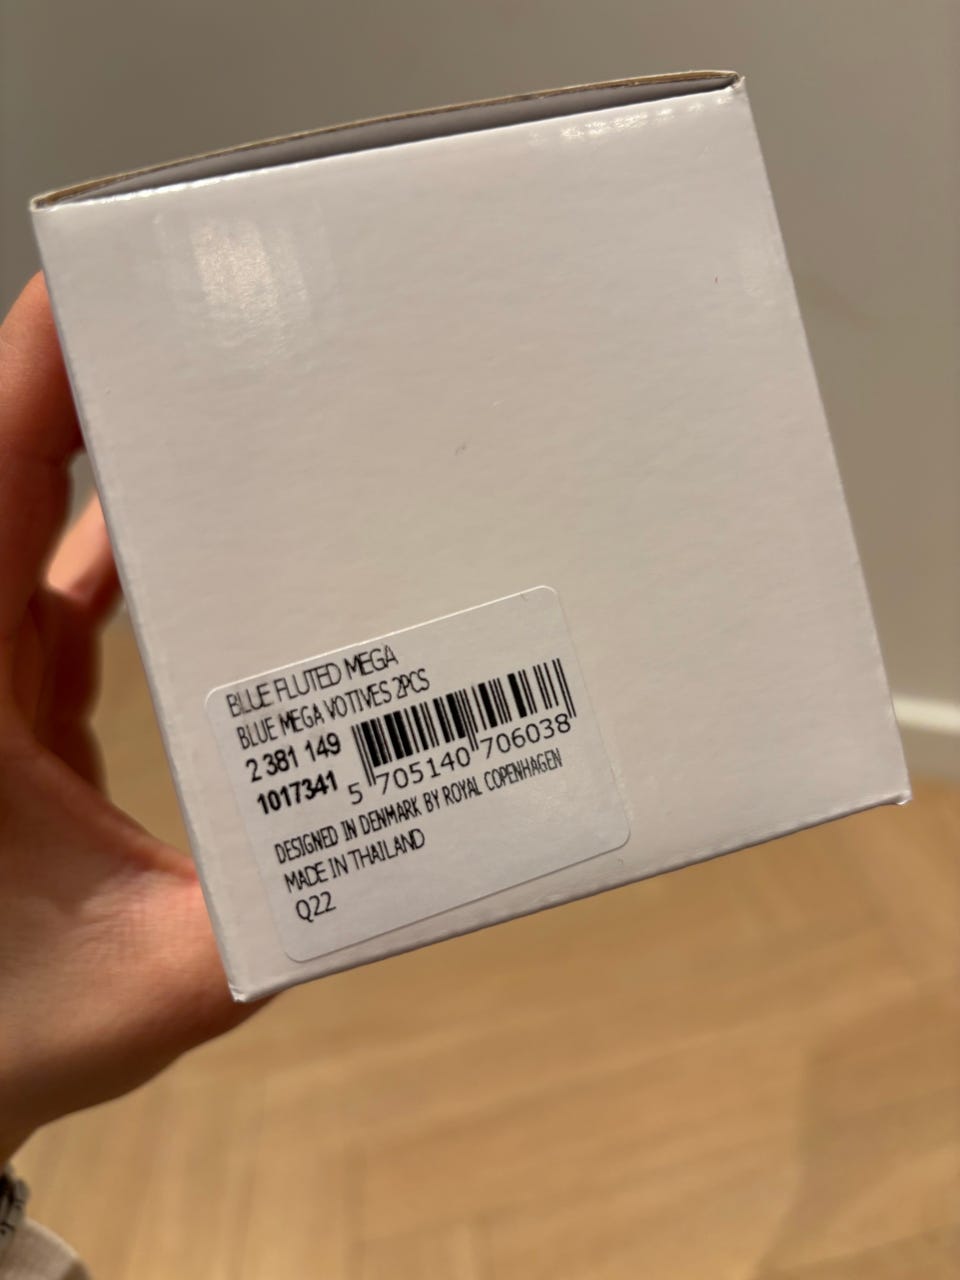 BLUE FLUTED MEGA
BLUE MEGA VOTIVES 2PCS
2 381 149
1017341
5 705140 706038
DESIGNED IN DENMARK BY ROYAL COPENHAGEN
MADE IN THAILAND
Q22